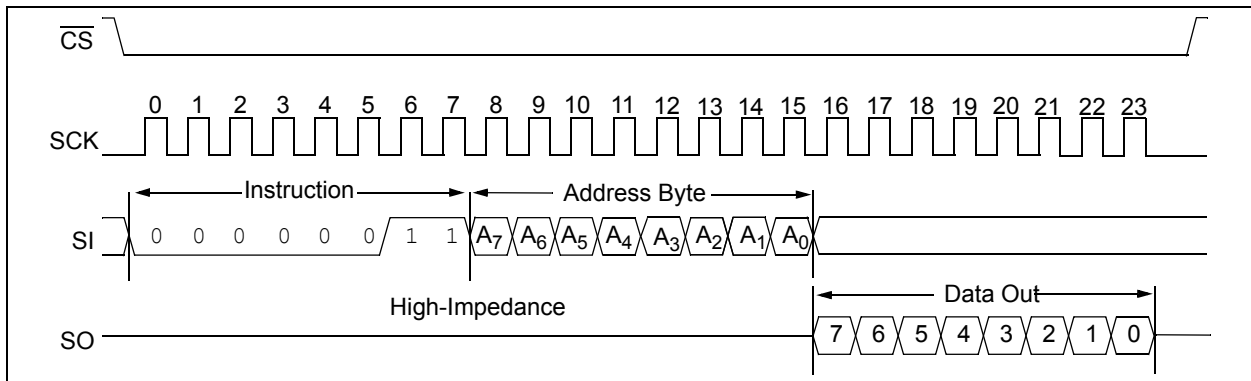 CS
0 1 2 3 4 5 6 7 8 9 10 11 12 13 14 15 16 17 18 19 20 21 22 23
SCK
Instruction Address Byte
SI 0 0 0 0 0 0 1 1 A7 A6 A5 A4 A3 A2 A1 A0
High-Impedance Data Out
SO 7 6 5 4 3 2 1 0